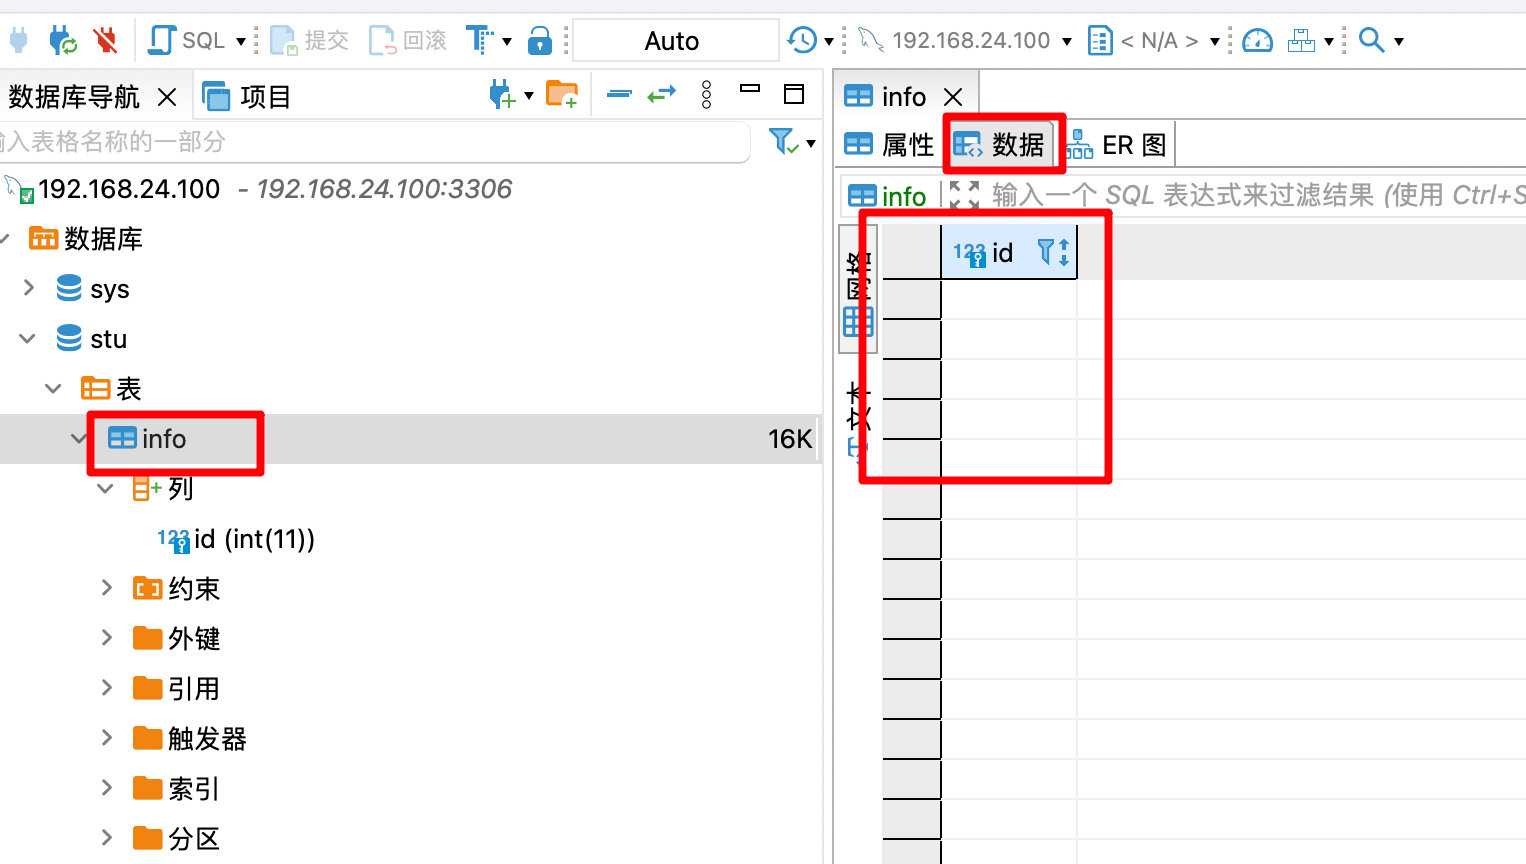 SQL 提交 回滚 Auto 192.168.24.100 < N/A >
数据库导航 项目
输入表格名称的一部分
192.168.24.100 - 192.168.24.100:3306
数据库
sys
stu
表
info 16K
列
123 id (int(11))
约束
外键
引用
触发器
索引
分区
info
属性 数据 ER 图
info 输入一个 SQL 表达式来过滤结果 (使用 Ctrl+S
123 id
网格
文本